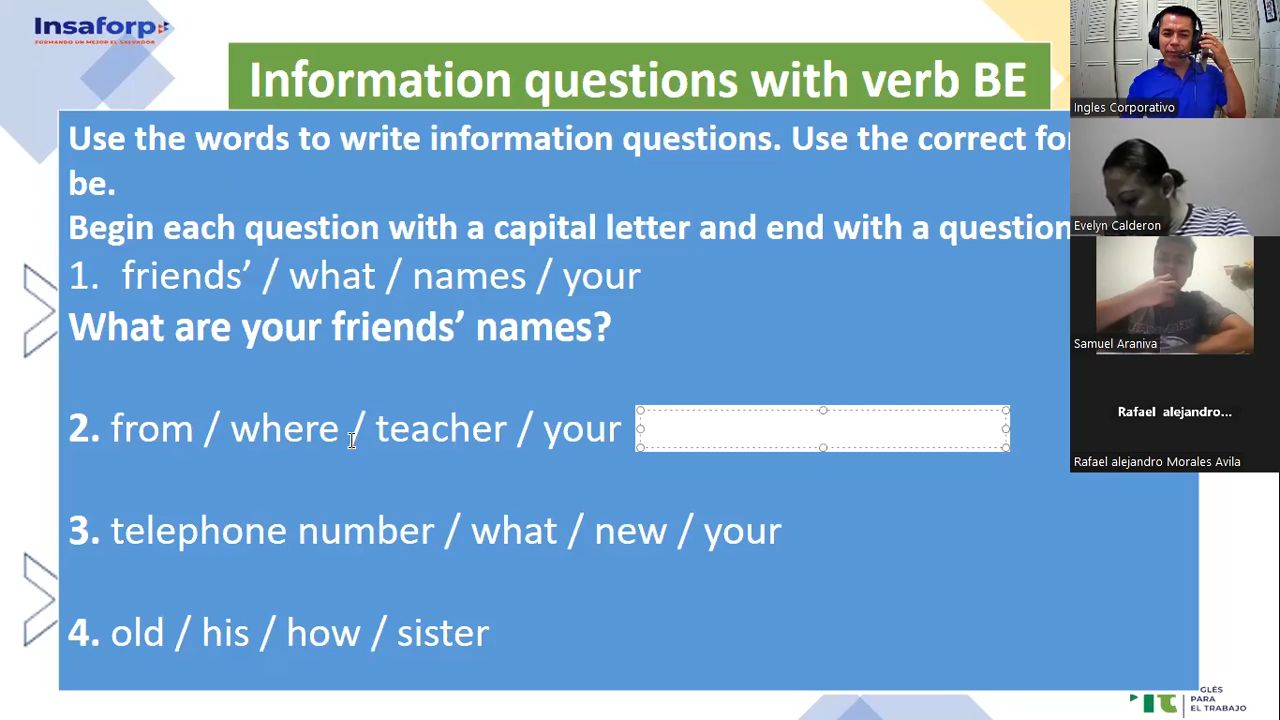 Insaforp
FORMANDO UN MEJOR EL SALVADOR
Information questions with verb BE
Use the words to write information questions. Use the correct for
be.
Begin each question with a capital letter and end with a question
1. friends’ / what / names / your
What are your friends’ names?
2. from / where / teacher / your
3. telephone number / what / new / your
4. old / his / how / sister
Ingles Corporativo
Evelyn Calderon
Samuel Araniva
Rafael alejandro...
Rafael alejandro Morales Avila
GLÉS
PARA
EL TRABAJO